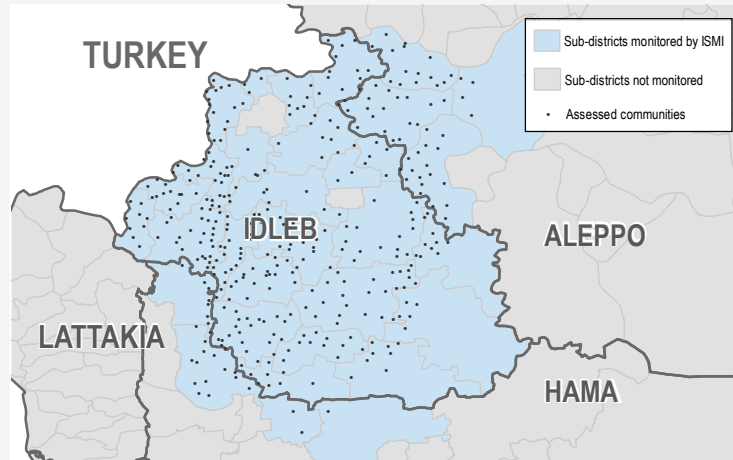 TURKEY
Sub-districts monitored by ISMI
Sub-districts not monitored
Assessed communities
IDLEB
ALEPPO
LATTAKIA
HAMA